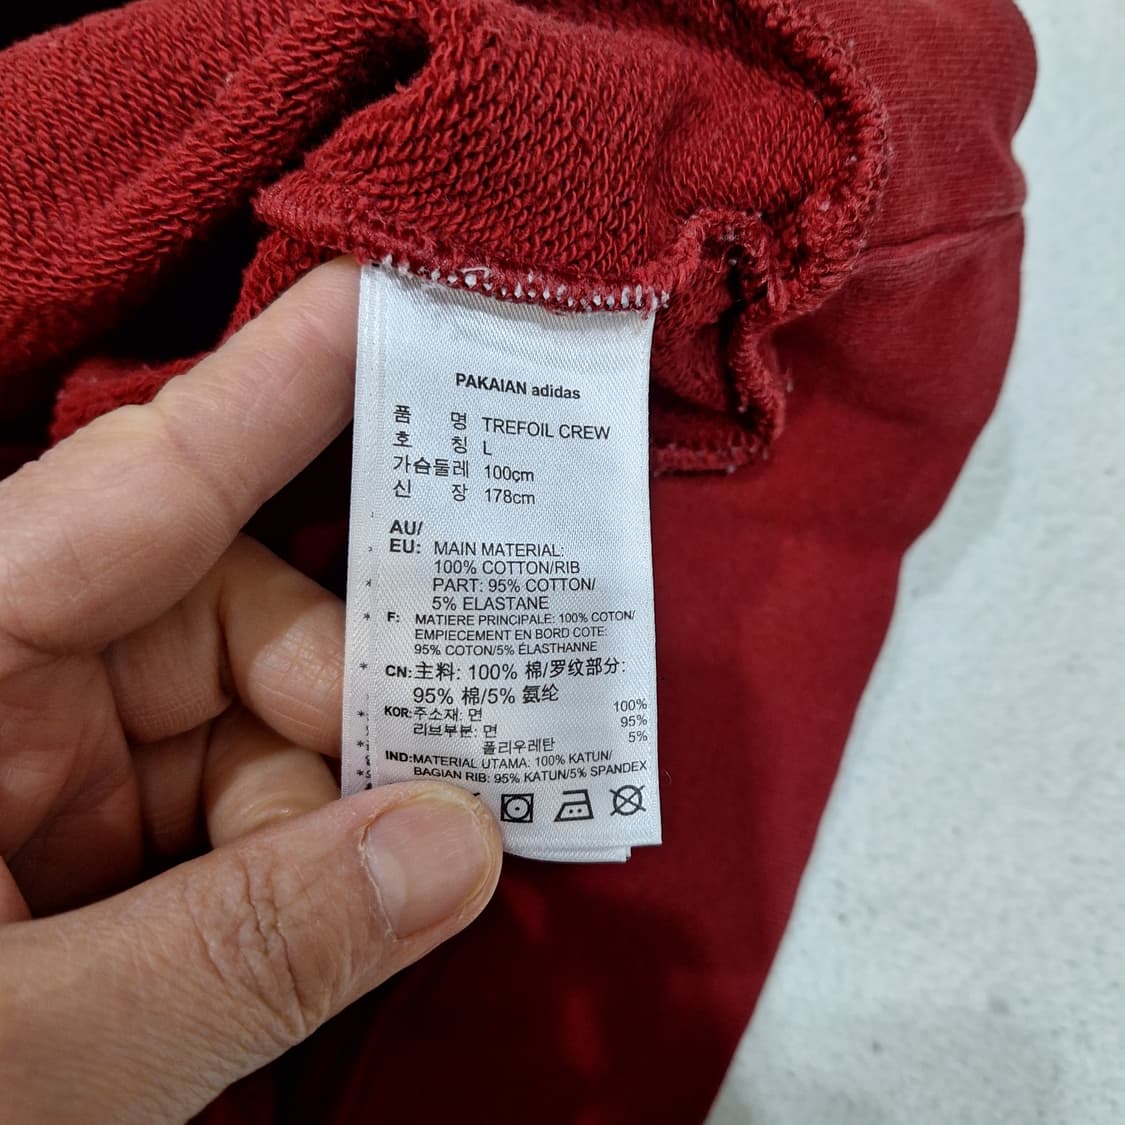 PAKAIAN adidas
품 명 TREFOIL CREW
호 칭 L
가슴둘레 100cm
신 장 178cm
AU/
EU: MAIN MATERIAL:
100% COTTON/RIB
PART: 95% COTTON/
5% ELASTANE
F: MATIERE PRINCIPALE: 100% COTON/
EMPIECEMENT EN BORD COTE:
95% COTON/5% ÉLASTHANNE
CN: 主料: 100% 棉/罗纹部分:
95% 棉/5% 氨纶
KOR: 주소재: 면 100%
리브부분: 면 95%
폴리우레탄 5%
IND: MATERIAL UTAMA: 100% KATUN/
BAGIAN RIB: 95% KATUN/5% SPANDEX